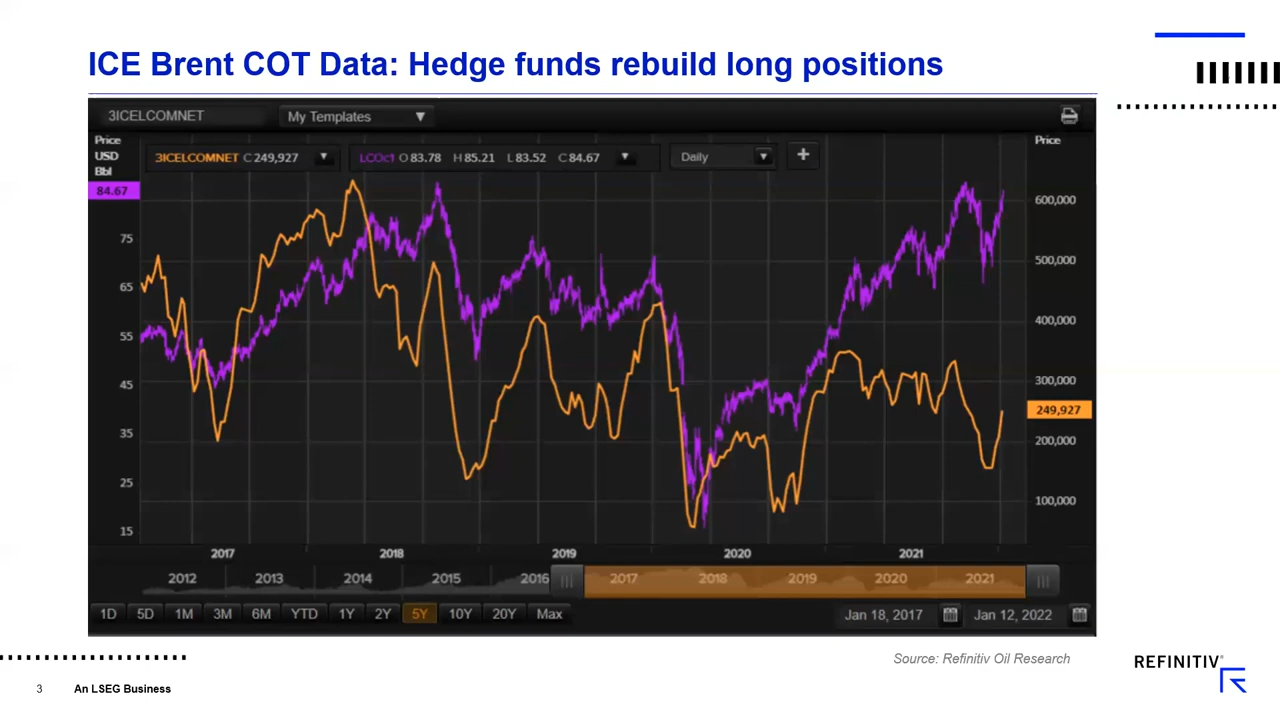 ICE Brent COT Data: Hedge funds rebuild long positions
3ICELCOMNET My Templates ▼
Price
USD
Bbl
3ICELCOMNET C 249,927 ▼ LCOc1 O 83.78 H 85.21 L 83.52 C 84.67 ▼ Daily ▼ +
Price
84.67
75
65
55
45
35
25
15
600,000
500,000
400,000
300,000
249,927
200,000
100,000
2017 2018 2019 2020 2021
2012 2013 2014 2015 2016 2017 2018 2019 2020 2021
1D 5D 1M 3M 6M YTD 1Y 2Y 5Y 10Y 20Y Max Jan 18, 2017 Jan 12, 2022
Source: Refinitiv Oil Research
REFINITIV
3 An LSEG Business